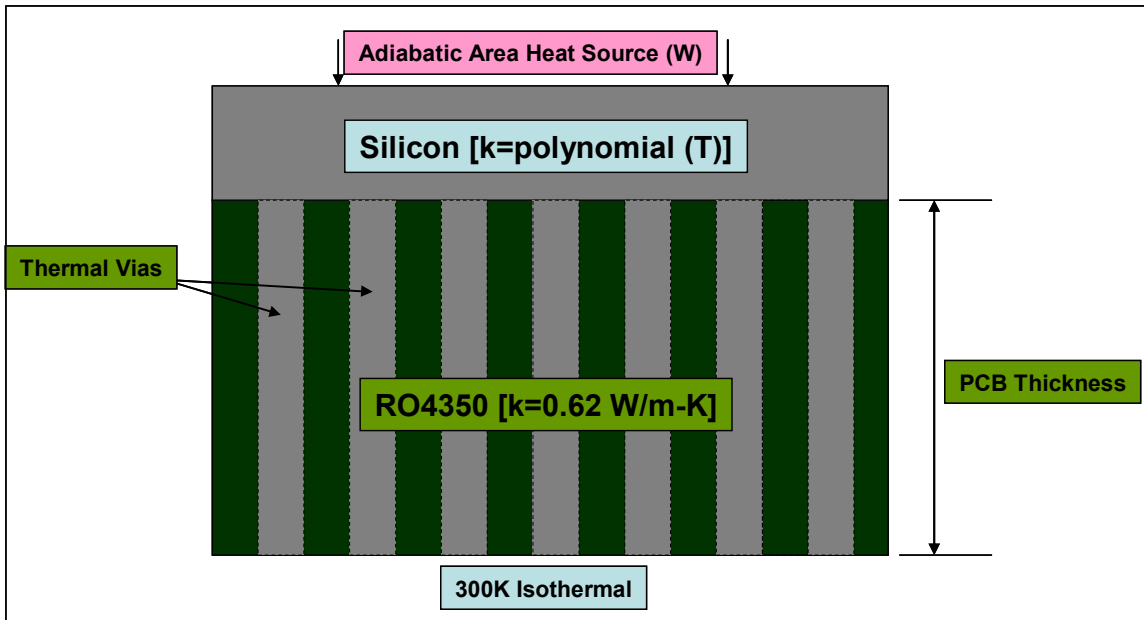 Adiabatic Area Heat Source (W)
Silicon [k=polynomial (T)]
Thermal Vias
RO4350 [k=0.62 W/m-K]
PCB Thickness
300K Isothermal